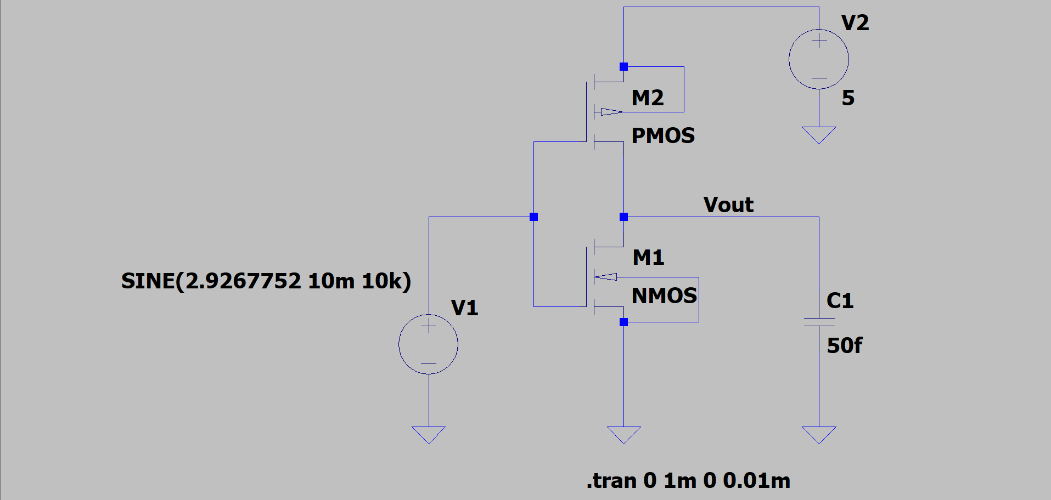 V2
5
M2
PMOS
Vout
M1
NMOS
SINE(2.9267752 10m 10k)
V1
C1
50f
.tran 0 1m 0 0.01m